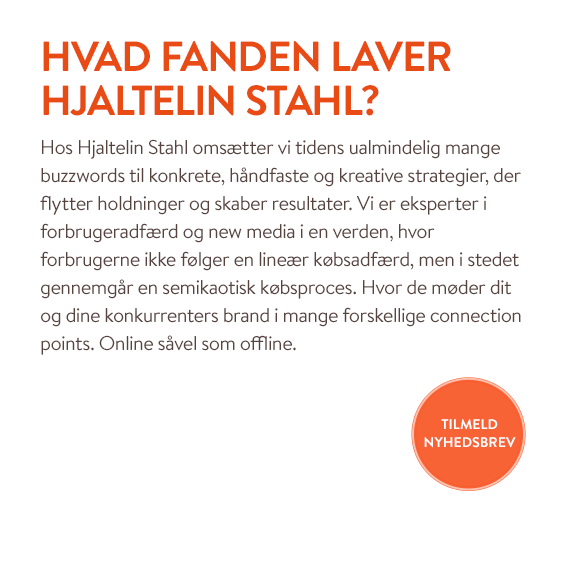 HVAD FANDEN LAVER
HJALTELIN STAHL?
Hos Hjaltelin Stahl omsætter vi tidens ualmindelig mange
buzzwords til konkrete, håndfaste og kreative strategier, der
flytter holdninger og skaber resultater. Vi er eksperter i
forbrugeradfærd og new media i en verden, hvor
forbrugerne ikke følger en lineær købsadfærd, men i stedet
gennemgår en semikaotisk købsproces. Hvor de møder dit
og dine konkurrenters brand i mange forskellige connection
points. Online såvel som offline.
TILMELD
NYHEDSBREV